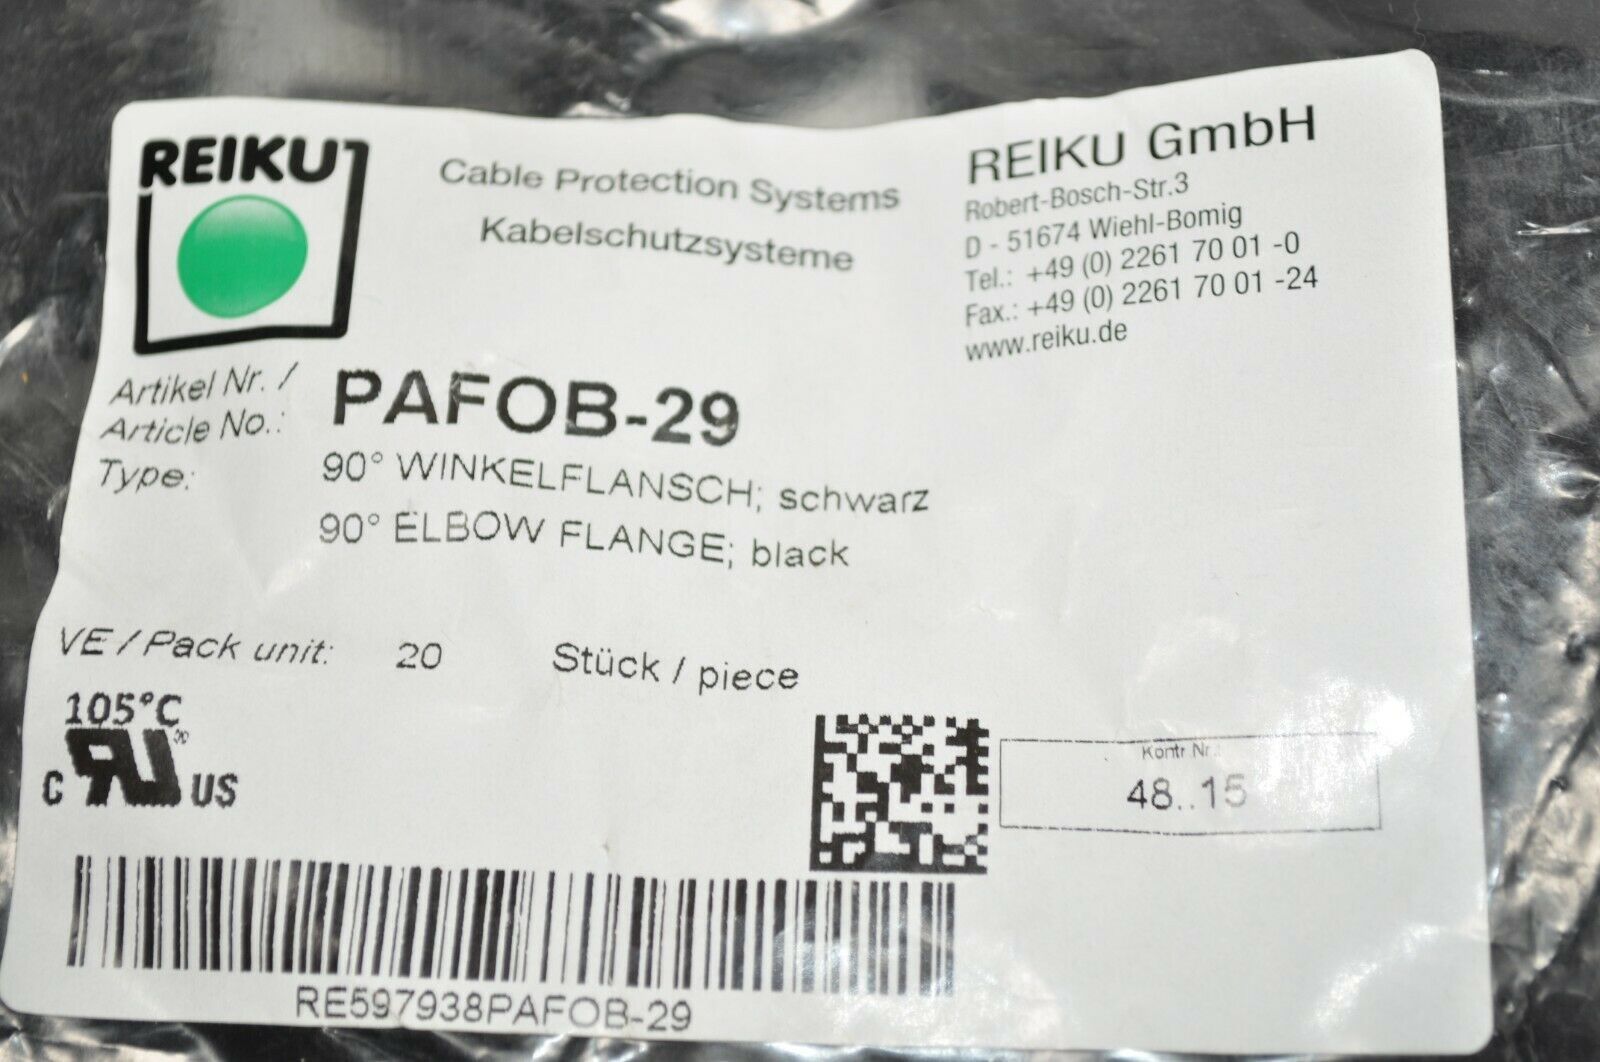 REIKU
Cable Protection Systems
Kabelschutzsysteme
REIKU GmbH
Robert-Bosch-Str.3
D - 51674 Wiehl-Bomig
Tel.: +49 (0) 2261 70 01 -0
Fax.: +49 (0) 2261 70 01 -24
www.reiku.de
Artikel Nr. /
Article No.: PAFOB-29
Type: 90° WINKELFLANSCH; schwarz
90° ELBOW FLANGE; black
VE / Pack unit: 20 Stück / piece
105°C
C RU US
Kontr.Nr.:
48..15
RE597938PAFOB-29